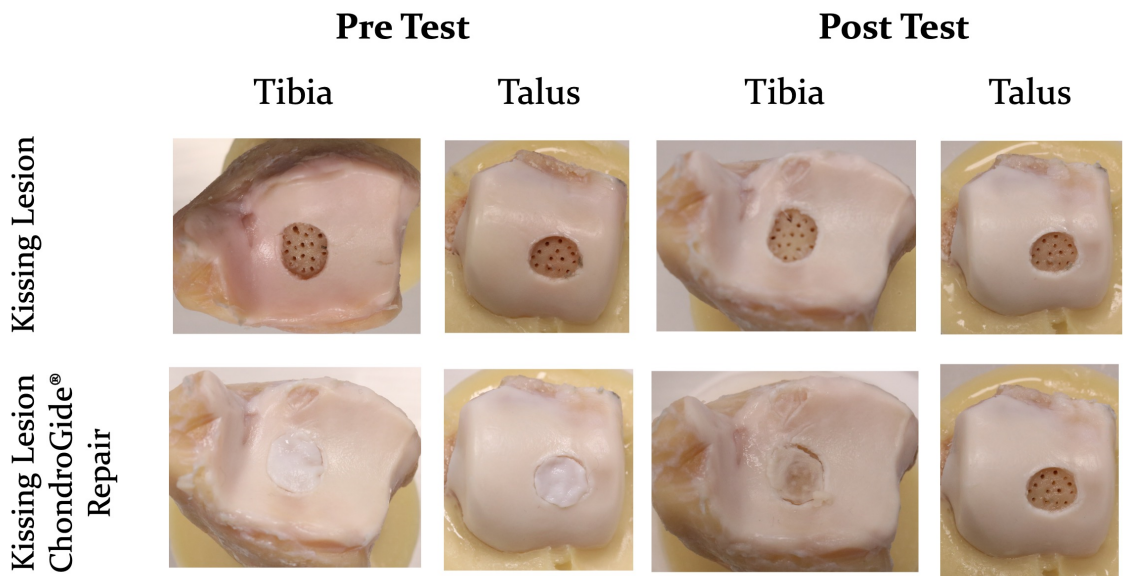 Pre Test
Post Test
Tibia
Talus
Tibia
Talus
Kissing Lesion
Kissing Lesion
ChondroGide®
Repair